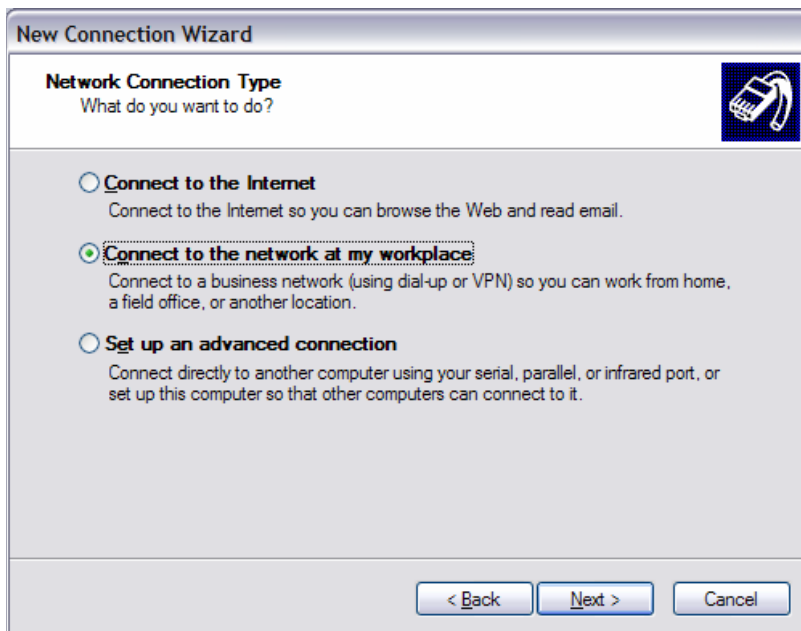 New Connection Wizard
Network Connection Type
What do you want to do?
Connect to the Internet
Connect to the Internet so you can browse the Web and read email.
Connect to the network at my workplace
Connect to a business network (using dial-up or VPN) so you can work from home,
a field office, or another location.
Set up an advanced connection
Connect directly to another computer using your serial, parallel, or infrared port, or
set up this computer so that other computers can connect to it.
< Back
Next >
Cancel